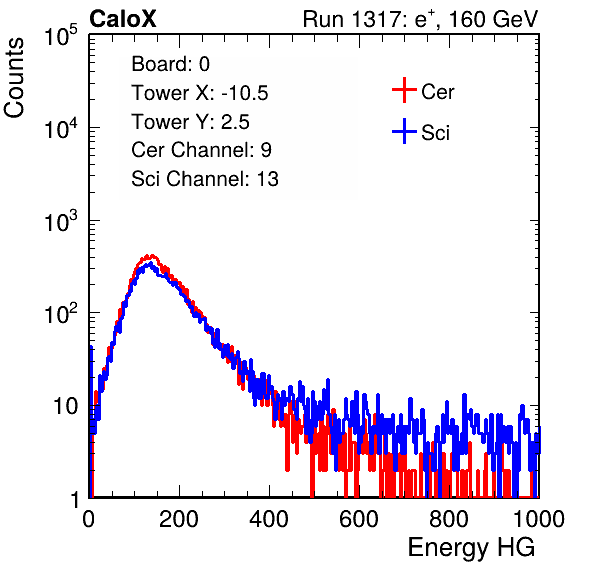 CaloX Run 1317: e⁺, 160 GeV
Counts
10⁵
10⁴
10³
10²
10
1
Board: 0
Tower X: -10.5
Tower Y: 2.5
Cer Channel: 9
Sci Channel: 13
Cer
Sci
0 200 400 600 800 1000
Energy HG